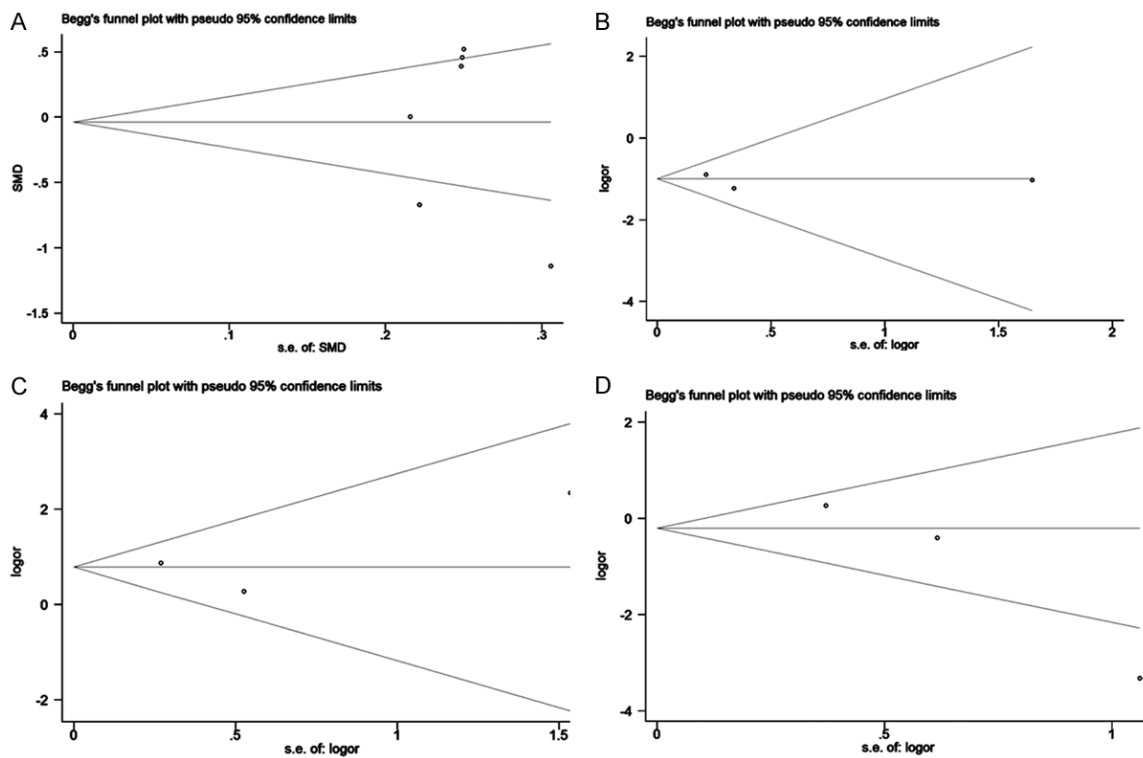 A
Begg's funnel plot with pseudo 95% confidence limits
.5
0
-.5
-1
-1.5
SMD
0
.1
.2
.3
s.e. of: SMD
B
Begg's funnel plot with pseudo 95% confidence limits
2
0
-2
-4
logor
0
.5
1
1.5
2
s.e. of: logor
C
Begg's funnel plot with pseudo 95% confidence limits
4
2
0
-2
logor
0
.5
1
1.5
s.e. of: logor
D
Begg's funnel plot with pseudo 95% confidence limits
2
0
-2
-4
logor
0
.5
1
s.e. of: logor